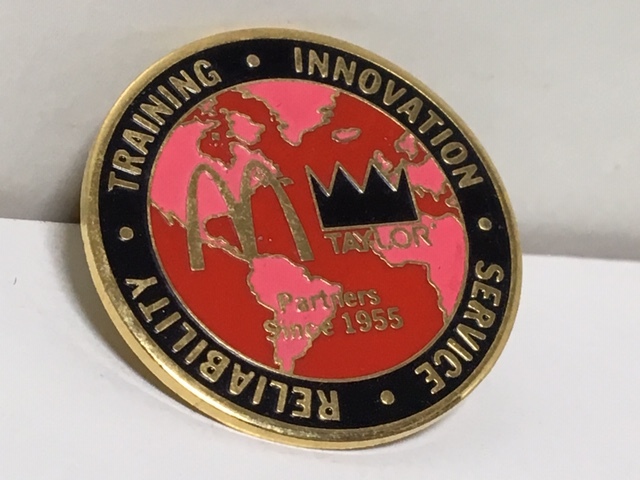 TRAINING • INNOVATION • SERVICE • RELIABILITY •
M
TAYLOR
Partners
Since 1955